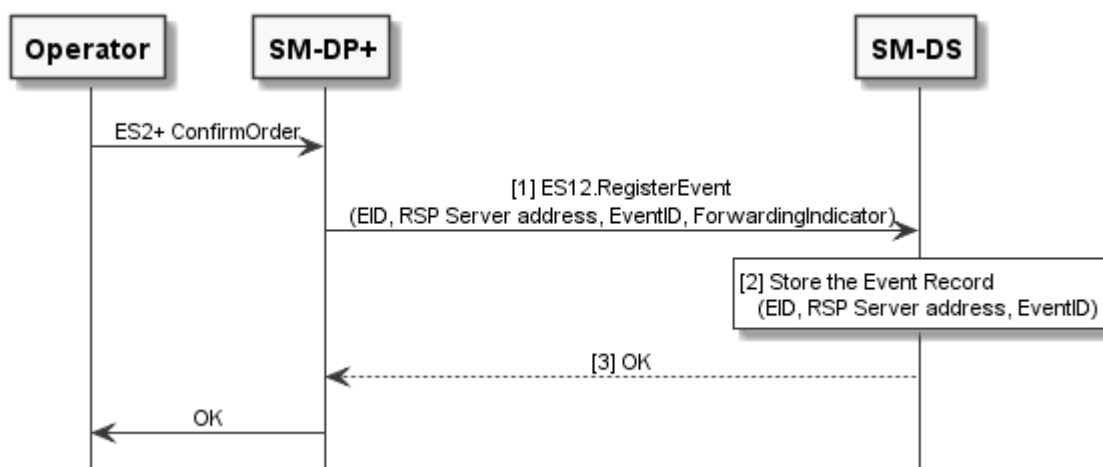 Operator
SM-DP+
SM-DS
ES2+ ConfirmOrder
[1] ES12.RegisterEvent
(EID, RSP Server address, EventID, ForwardingIndicator)
[2] Store the Event Record
(EID, RSP Server address, EventID)
[3] OK
OK